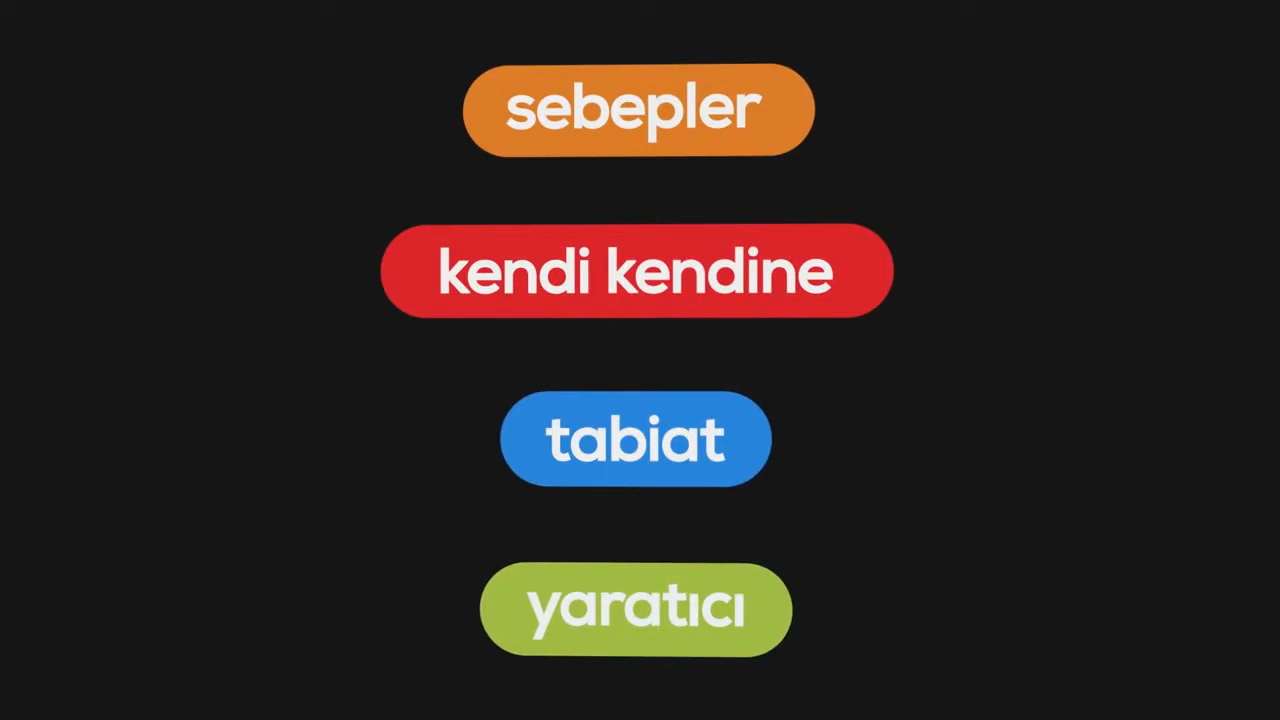 sebepler
kendi kendine
tabiat
yaratıcı